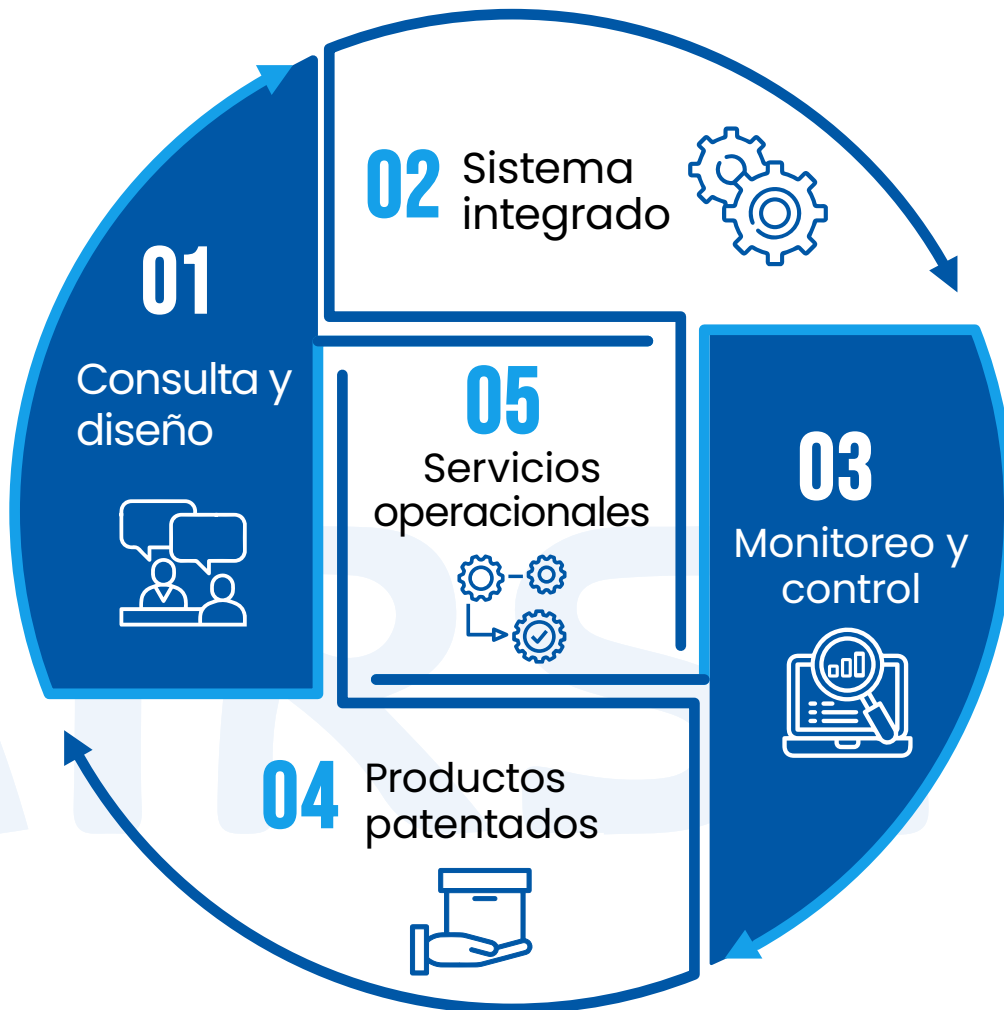 01
Consulta y
diseño
02
Sistema
integrado
03
Monitoreo y
control
04
Productos
patentados
05
Servicios
operacionales